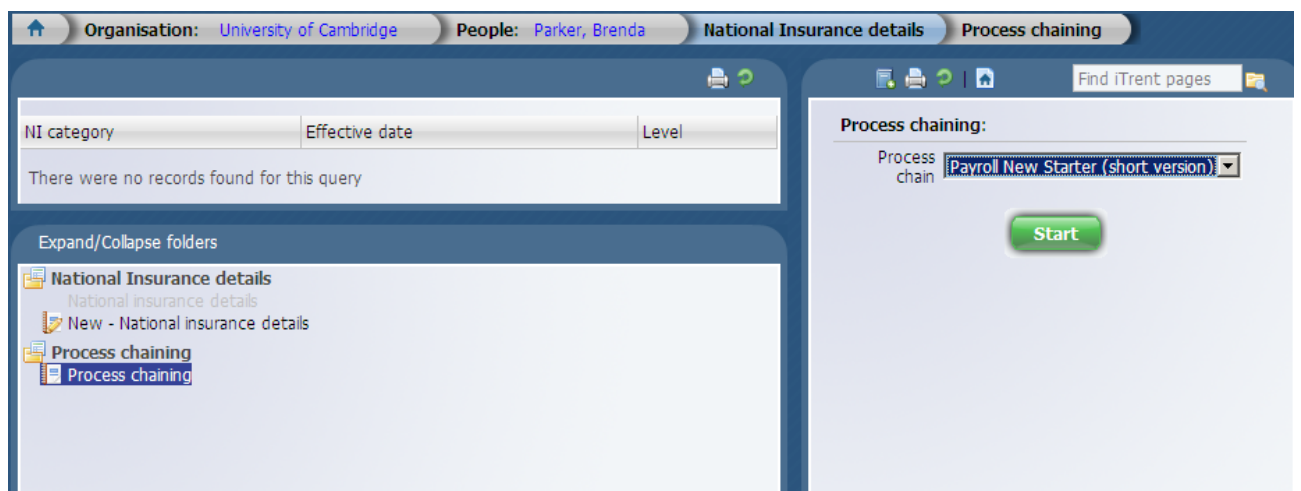 Organisation: University of Cambridge People: Parker, Brenda National Insurance details Process chaining
Find iTrent pages
NI category Effective date Level
There were no records found for this query
Expand/Collapse folders
National Insurance details
National insurance details
New - National insurance details
Process chaining
Process chaining
Process chaining:
Process
chain
Payroll New Starter (short version)
Start